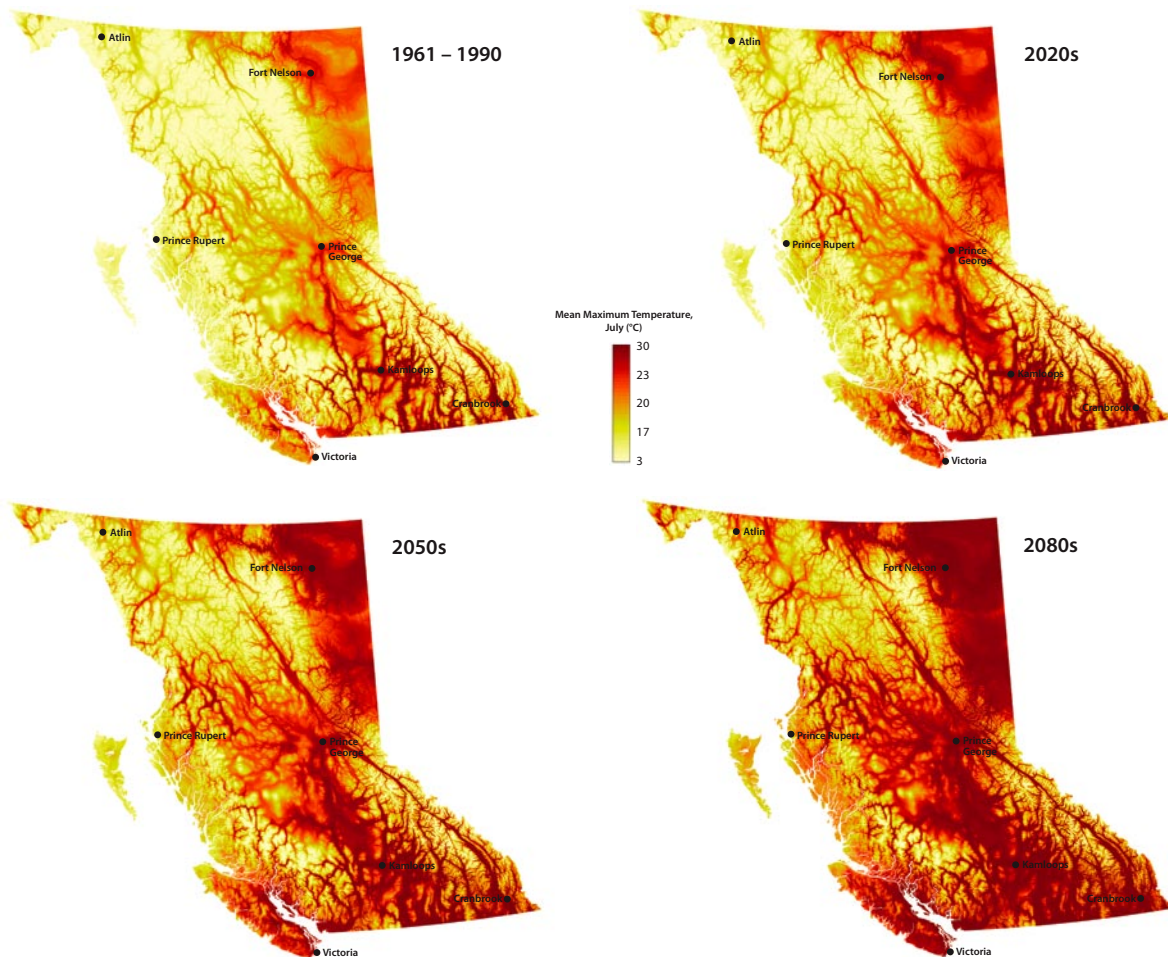 Atlin
1961 – 1990
Fort Nelson
Prince Rupert
Prince
George
Kamloops
Cranbrook
Victoria
Atlin
2020s
Fort Nelson
Prince Rupert
Prince
George
Kamloops
Cranbrook
Victoria
Mean Maximum Temperature,
July (°C)
30
23
20
17
3
Atlin
2050s
Fort Nelson
Prince Rupert
Prince
George
Kamloops
Cranbrook
Victoria
Atlin
2080s
Fort Nelson
Prince Rupert
Prince
George
Kamloops
Cranbrook
Victoria